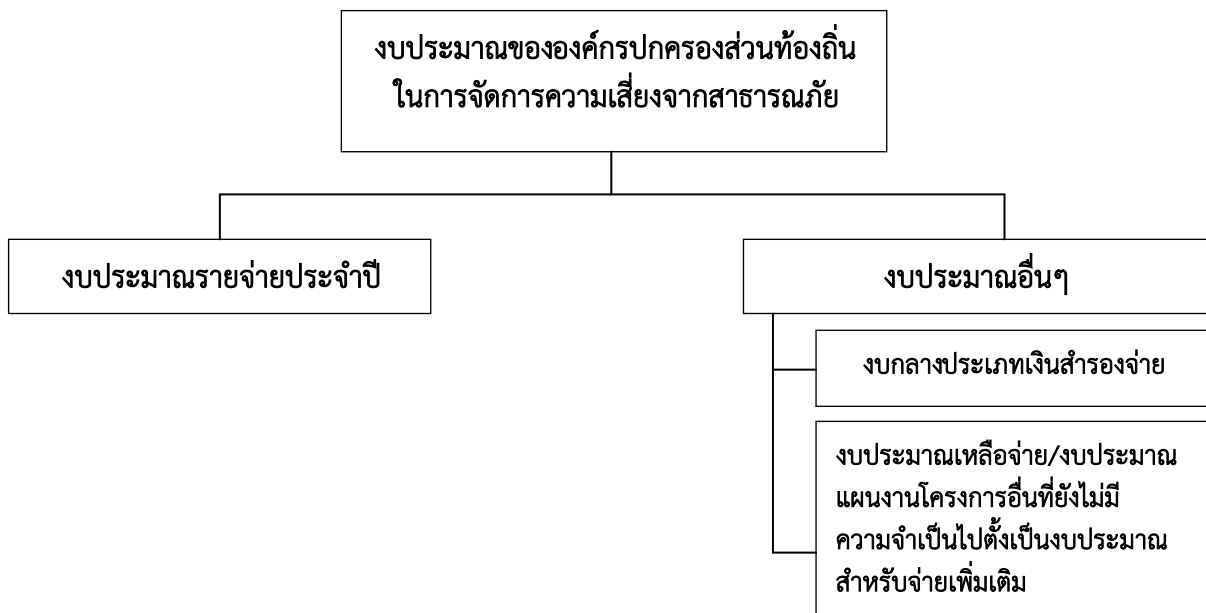 งบประมาณขององค์กรปกครองส่วนท้องถิ่น
ในการจัดการความเสี่ยงจากสาธารณภัย
งบประมาณรายจ่ายประจำปี
งบประมาณอื่นๆ
งบกลางประเภทเงินสำรองจ่าย
งบประมาณเหลือจ่าย/งบประมาณ
แผนงานโครงการอื่นที่ยังไม่มี
ความจำเป็นไปตั้งเป็นงบประมาณ
สำหรับจ่ายเพิ่มเติม